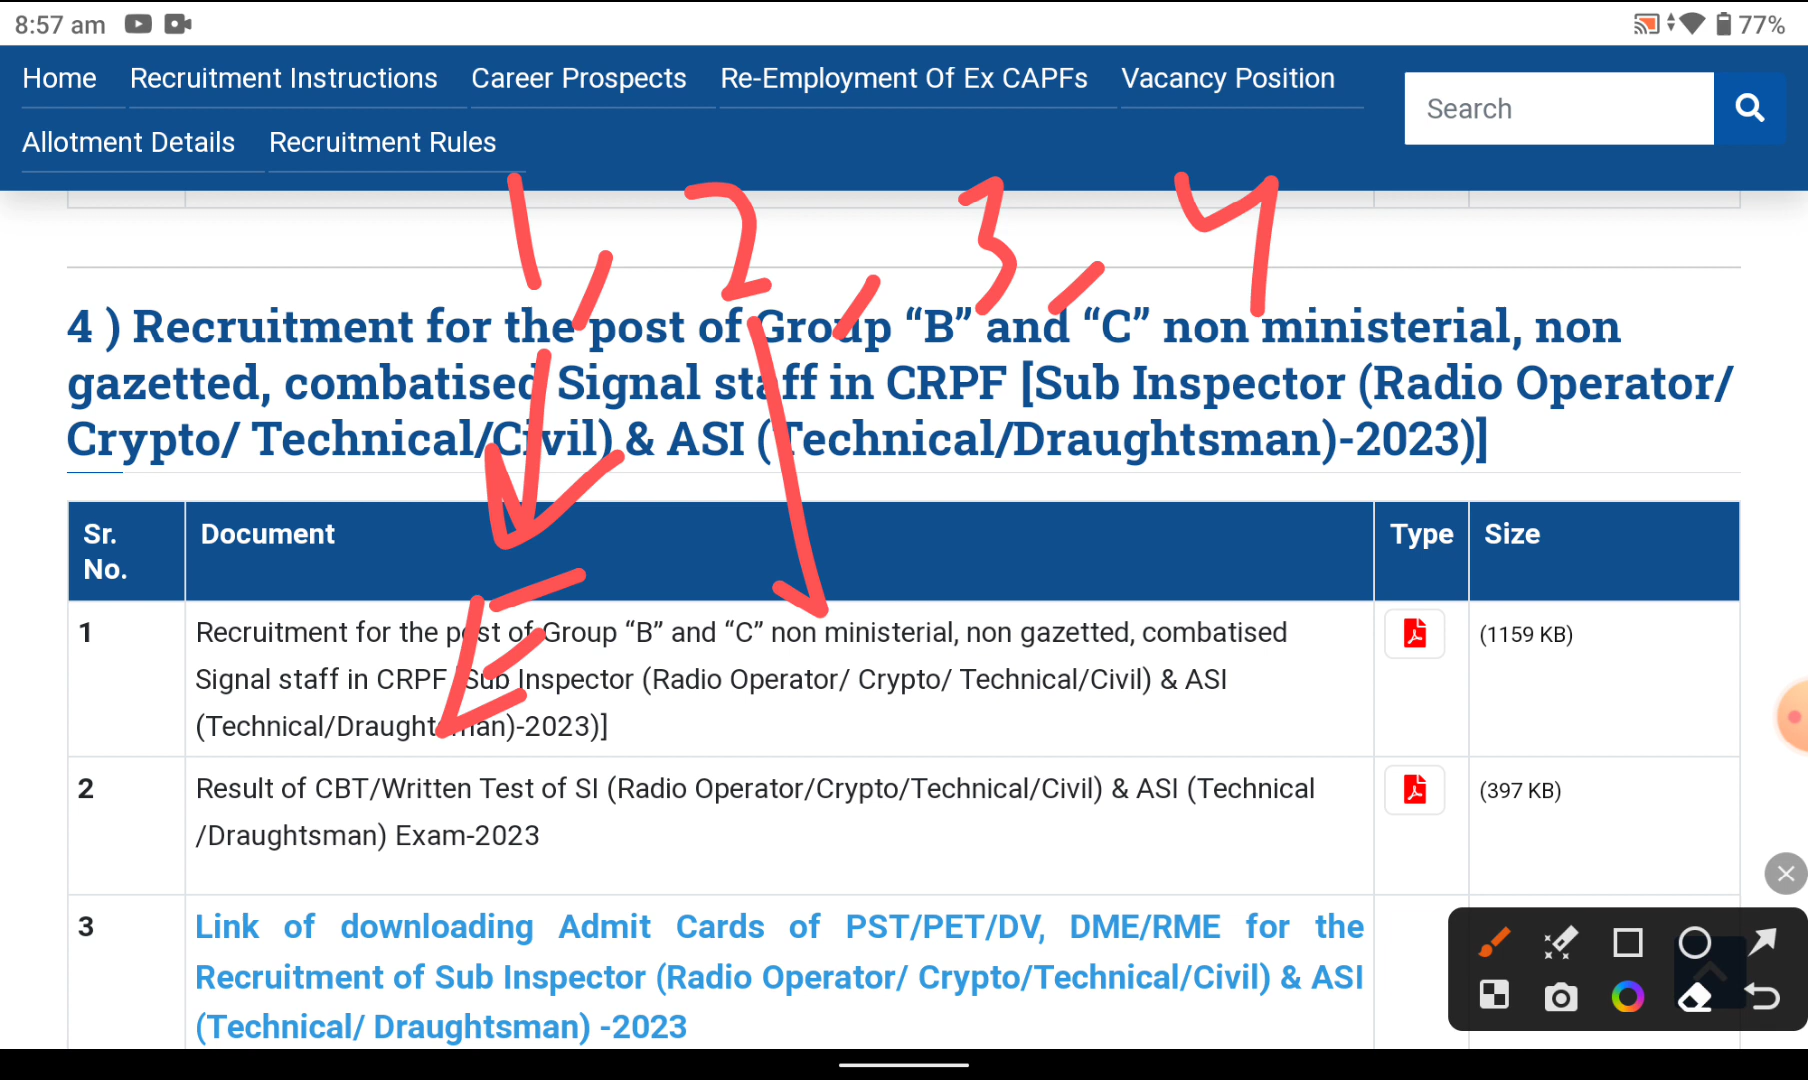 8:57 am
77%
Home Recruitment Instructions Career Prospects Re-Employment Of Ex CAPFs Vacancy Position
Search
Allotment Details Recruitment Rules
1, 2, 3, 4
4 ) Recruitment for the post of Group “B” and “C” non ministerial, non
gazetted, combatised Signal staff in CRPF [Sub Inspector (Radio Operator/
Crypto/ Technical/Civil) & ASI (Technical/Draughtsman)-2023)]
Sr. No. Document Type Size
1 Recruitment for the post of Group “B” and “C” non ministerial, non gazetted, combatised (1159 KB)
Signal staff in CRPF [Sub Inspector (Radio Operator/ Crypto/ Technical/Civil) & ASI
(Technical/Draughtsman)-2023)]
2 Result of CBT/Written Test of SI (Radio Operator/Crypto/Technical/Civil) & ASI (Technical (397 KB)
/Draughtsman) Exam-2023
3 Link of downloading Admit Cards of PST/PET/DV, DME/RME for the
Recruitment of Sub Inspector (Radio Operator/ Crypto/Technical/Civil) & ASI
(Technical/ Draughtsman) -2023